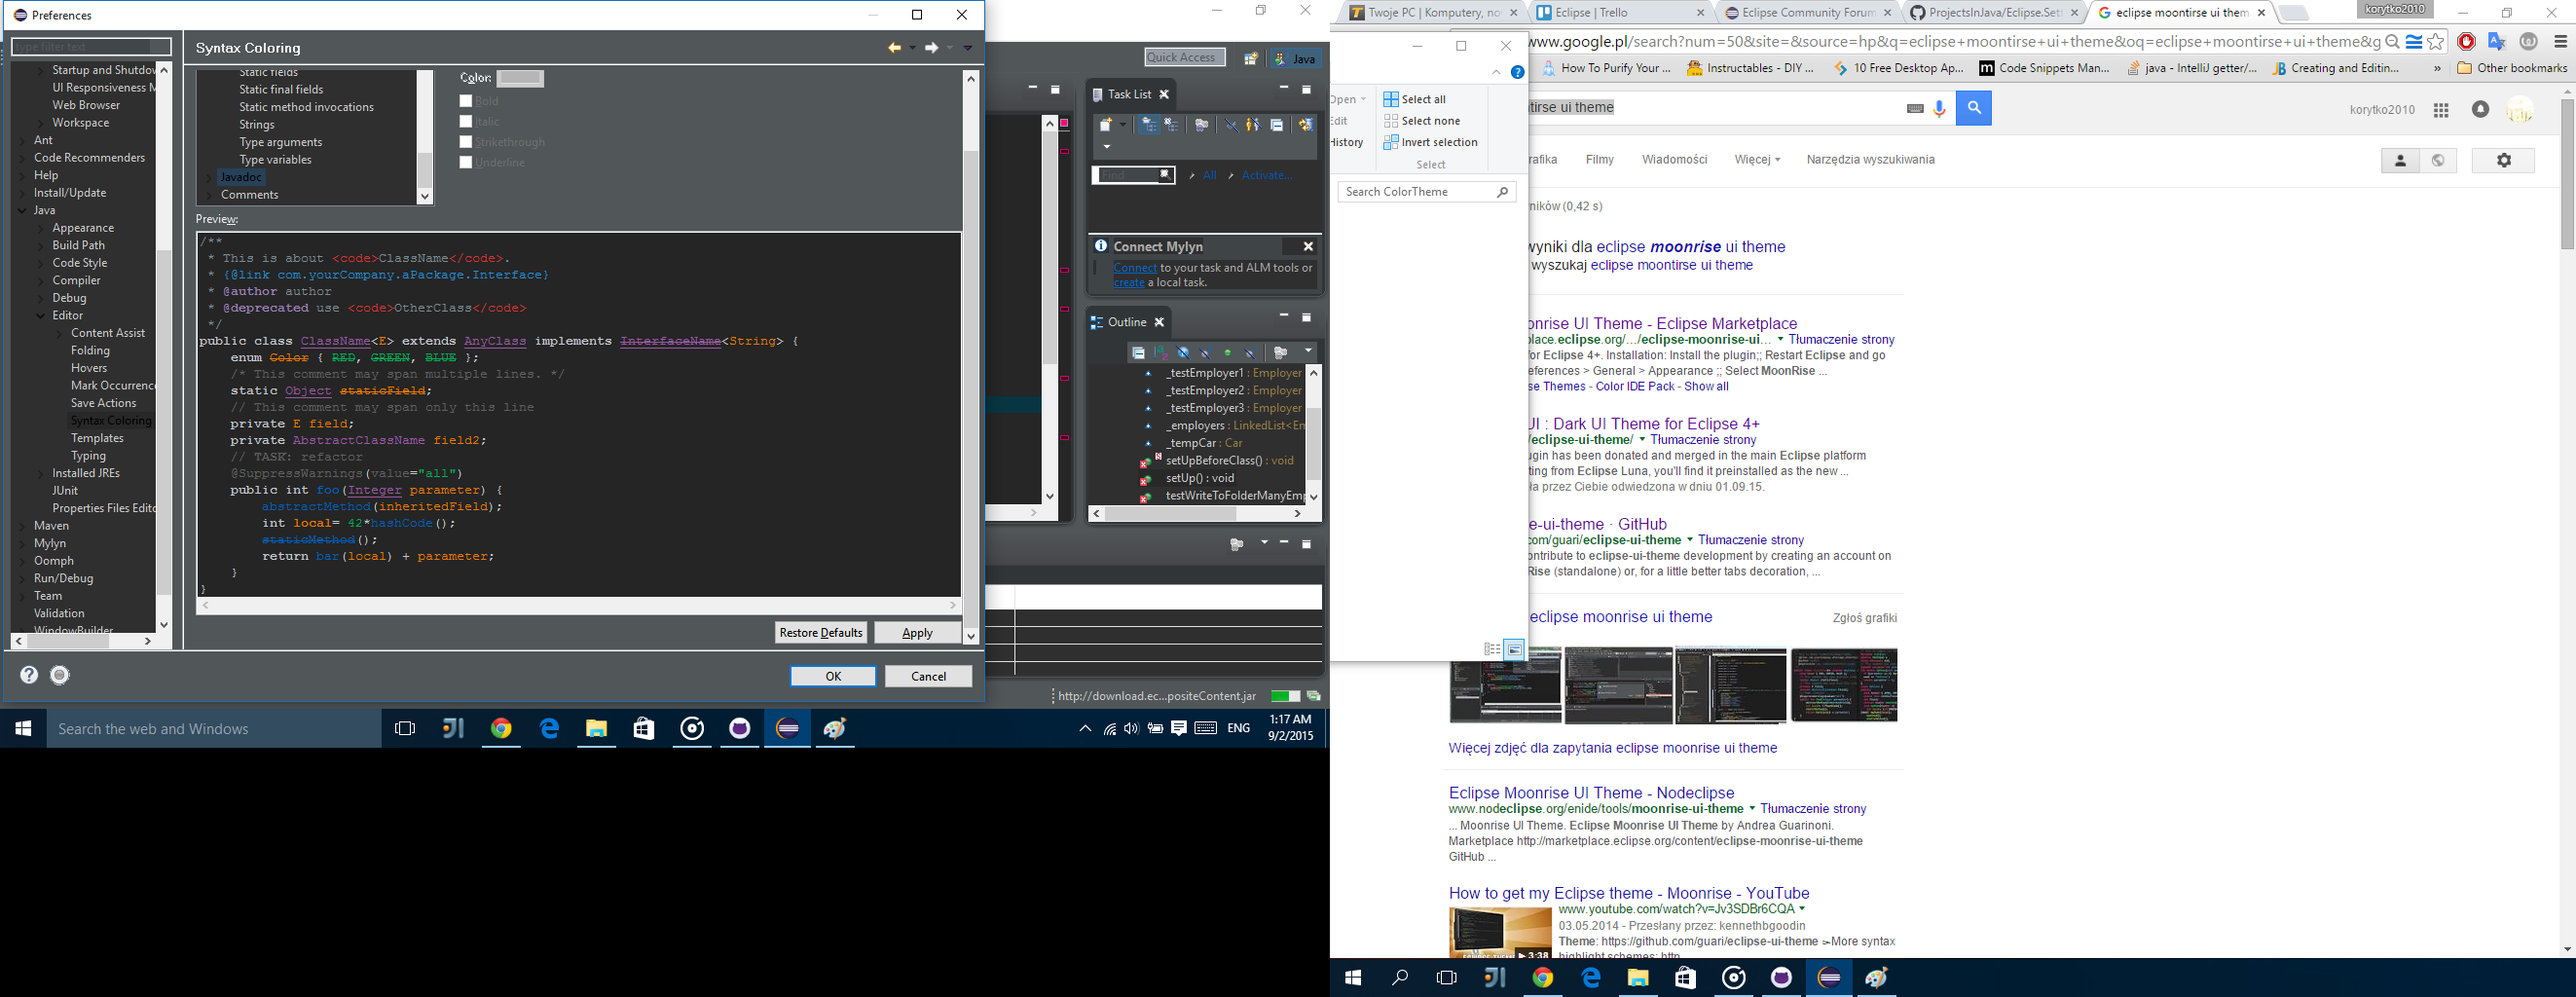 Preferences
type filter text
Startup and Shutdov
UI Responsiveness M
Web Browser
Workspace
Ant
Code Recommenders
Help
Install/Update
Java
Appearance
Build Path
Code Style
Compiler
Debug
Editor
Content Assist
Folding
Hovers
Mark Occurrence
Save Actions
Syntax Coloring
Templates
Typing
Installed JREs
JUnit
Properties Files Edito
Maven
Mylyn
Oomph
Run/Debug
Team
Validation
WindowBuilder
Syntax Coloring
Static fields
Static final fields
Static method invocations
Strings
Type arguments
Type variables
Javadoc
Comments
Color:
Bold
Italic
Strikethrough
Underline
Preview:
/**
* This is about <code>ClassName</code>.
* {@link com.yourCompany.aPackage.Interface}
* @author author
* @deprecated use <code>OtherClass</code>
*/
public class ClassName<E> extends AnyClass implements InterfaceName<String> {
enum Color { RED, GREEN, BLUE };
/* This comment may span multiple lines. */
static Object staticField;
// This comment may span only this line
private E field;
private AbstractClassName field2;
// TASK: refactor
@SuppressWarnings(value="all")
public int foo(Integer parameter) {
abstractMethod(inheritedField);
int local= 42*hashCode();
staticMethod();
return bar(local) + parameter;
}
}
Restore Defaults
Apply
OK
Cancel
Quick Access
Java
Task List
Find
All
Activate...
Connect Mylyn
Connect to your task and ALM tools or
create a local task.
Outline
_testEmployer1 : Employer
_testEmployer2 : Employer
_testEmployer3 : Employer
_employers : LinkedList<Em
_tempCar : Car
setUpBeforeClass() : void
setUp() : void
testWriteToFolderManyEmp
http://download.ec...positeContent.jar
Search the web and Windows
ENG
1:17 AM
9/2/2015
Open
Edit
History
Select all
Select none
Invert selection
Select
Search ColorTheme
Twoje PC | Komputery, no
Eclipse | Trello
Eclipse Community Forum
ProjectsInJava/Eclipse.Sett
eclipse moontirse ui them
korytko2010
www.google.pl/search?num=50&site=&source=hp&q=eclipse+moontirse+ui+theme&oq=eclipse+moontirse+ui+theme&g
How To Purify Your ...
Instructables - DIY ...
10 Free Desktop Ap...
Code Snippets Man...
java - IntelliJ getter/...
Creating and Editin...
»
Other bookmarks
ntirse ui theme
korytko2010
rafika
Filmy
Wiadomości
Więcej
Narzędzia wyszukiwania
ników (0,42 s)
wyniki dla eclipse moonrise ui theme
wyszukaj eclipse moontirse ui theme
onrise UI Theme - Eclipse Marketplace
lace.eclipse.org/.../eclipse-moonrise-ui... Tłumaczenie strony
for Eclipse 4+. Installation: Install the plugin;; Restart Eclipse and go
eferences > General > Appearance ;; Select MoonRise ...
se Themes - Color IDE Pack - Show all
UI : Dark UI Theme for Eclipse 4+
/eclipse-ui-theme/ Tłumaczenie strony
ugin has been donated and merged in the main Eclipse platform
ting from Eclipse Luna, you'll find it preinstalled as the new ...
ła przez Ciebie odwiedzona w dniu 01.09.15.
e-ui-theme · GitHub
com/guari/eclipse-ui-theme Tłumaczenie strony
ontribute to eclipse-ui-theme development by creating an account on
Rise (standalone) or, for a little better tabs decoration, ...
eclipse moonrise ui theme
Zgłoś grafiki
Więcej zdjęć dla zapytania eclipse moonrise ui theme
Eclipse Moonrise UI Theme - Nodeclipse
www.nodeclipse.org/enide/tools/moonrise-ui-theme Tłumaczenie strony
... Moonrise UI Theme. Eclipse Moonrise UI Theme by Andrea Guarinoni.
Marketplace http://marketplace.eclipse.org/content/eclipse-moonrise-ui-theme
GitHub ...
How to get my Eclipse theme - Moonrise - YouTube
www.youtube.com/watch?v=Jv3SDBr6CQA
03.05.2014 - Przesłany przez: kennethbgoodin
Theme: https://github.com/guari/eclipse-ui-theme ➣More syntax
highlight schemes: http
3:38